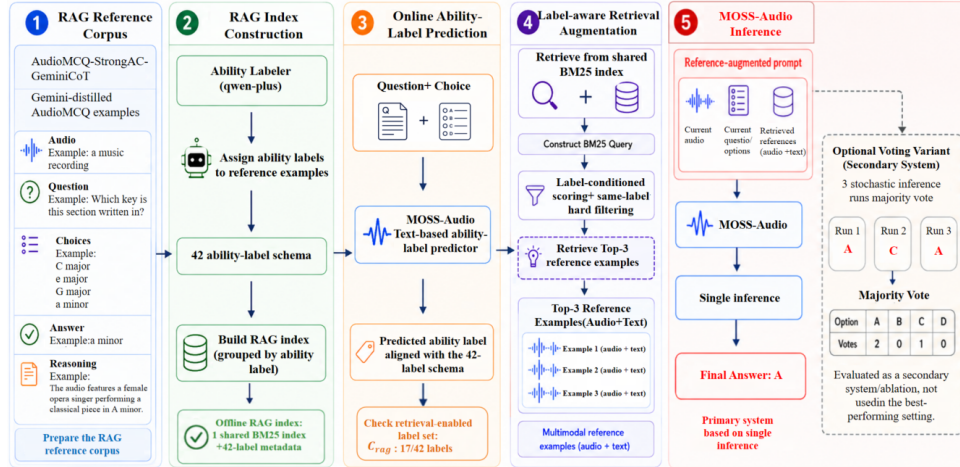 1
RAG Reference
Corpus
AudioMCQ-StrongAC-
GeminiCoT
Gemini-distilled
AudioMCQ examples
Audio
Example: a music
recording
Question
Example: Which key is
this section written in?
Choices
Example:
C major
e major
G major
a minor
Answer
Example:a minor
Reasoning
Example:
The audio features a female
opera singer performing a
classical piece in A minor.
Prepare the RAG
reference corpus
2
RAG Index
Construction
Ability Labeler
(qwen-plus)
Assign ability labels
to reference examples
42 ability-label schema
Build RAG index
(grouped by ability
label)
Offline RAG index:
1 shared BM25 index
+42-label metadata
3
Online Ability-
Label Prediction
Question+ Choice
Q
A
B
C
D
MOSS-Audio
Text-based ability-
label predictor
Predicted ability label
aligned with the 42-
label schema
Check retrieval-enabled
label set:
C_rag : 17/42 labels
4
Label-aware Retrieval
Augmentation
Retrieve from shared
BM25 index
Construct BM25 Query
Label-conditioned
scoring+ same-label
hard filtering
Retrieve Top-3
reference examples
Top-3 Reference
Examples(Audio+Text)
Example 1 (audio + text)
Example 2 (audio + text)
Example 3 (audio + text)
Multimodal reference
examples (audio + text)
5
MOSS-Audio
Inference
Reference-augmented prompt
Current
audio
Current
questio/
options
Retrieved
references
(audio +text)
MOSS-Audio
Single inference
Final Answer: A
Primary system
based on single
inference
Optional Voting Variant
(Secondary System)
3 stochastic inference
runs majority vote
Run 1 Run 2 Run 3
A C A
Majority Vote
Option A B C D
Votes 2 0 1 0
Evaluated as a secondary
system/ablation, not
usedin the best-
performing setting.